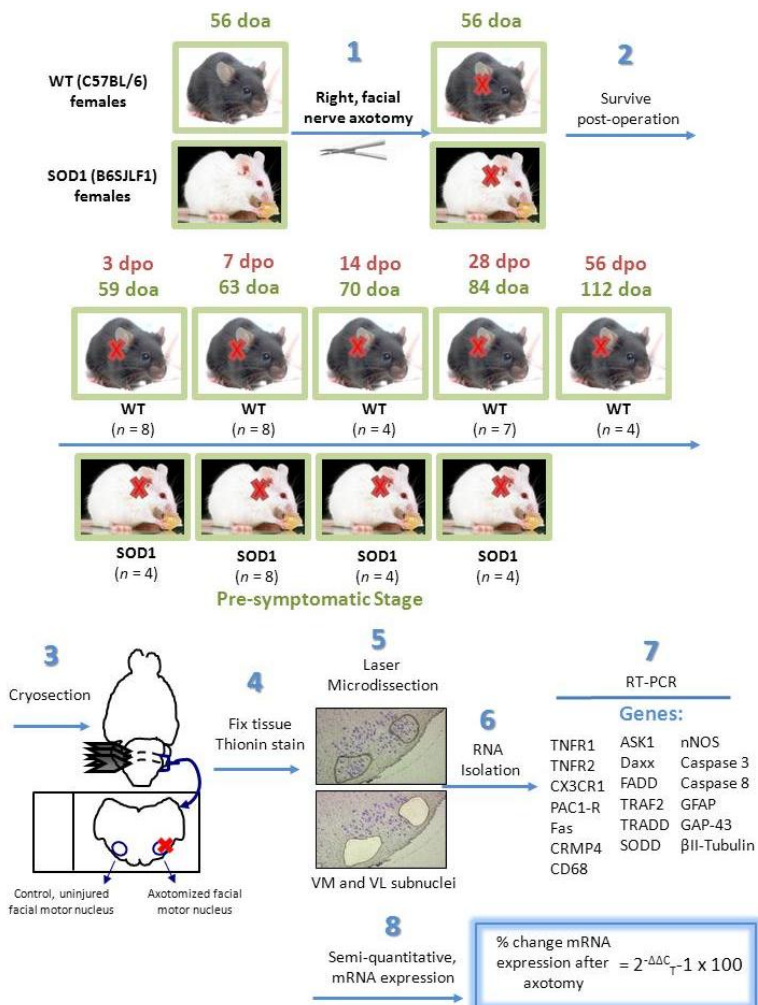 56 doa
56 doa
1
2
WT (C57BL/6)
females
Right, facial
nerve axotomy
Survive
post-operation
SOD1 (B6SJLF1)
females
3 dpo
59 doa
7 dpo
63 doa
14 dpo
70 doa
28 dpo
84 doa
56 dpo
112 doa
WT
(n = 8)
WT
(n = 8)
WT
(n = 4)
WT
(n = 7)
WT
(n = 4)
SOD1
(n = 4)
SOD1
(n = 8)
SOD1
(n = 4)
SOD1
(n = 4)
Pre-symptomatic Stage
3
Cryosection
4
Fix tissue
Thionin stain
5
Laser
Microdissection
VM and VL subnuclei
6
RNA
Isolation
7
RT-PCR
Genes:
TNFR1
TNFR2
CX3CR1
PAC1-R
Fas
CRMP4
CD68
ASK1
Daxx
FADD
TRAF2
TRADD
SODD
nNOS
Caspase 3
Caspase 8
GFAP
GAP-43
βII-Tubulin
Control, uninjured
facial motor nucleus
Axotomized facial
motor nucleus
8
Semi-quantitative,
mRNA expression
% change mRNA
expression after
axotomy
= 2^-ΔΔC_T-1 x 100